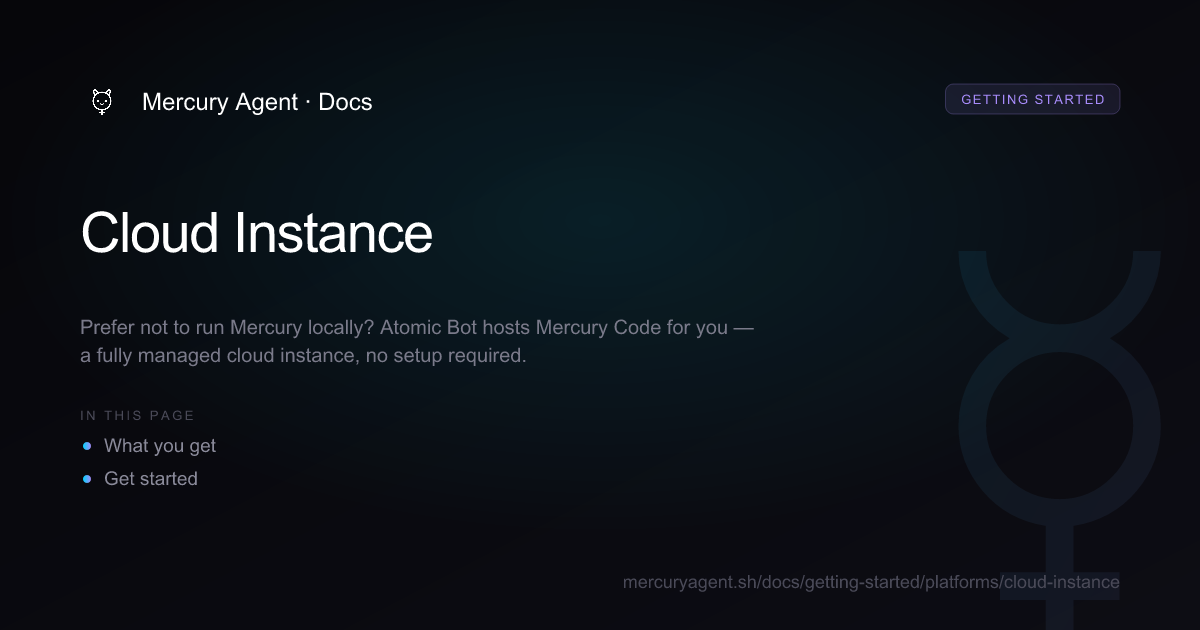 Mercury Agent · Docs
GETTING STARTED
Cloud Instance
Prefer not to run Mercury locally? Atomic Bot hosts Mercury Code for you —
a fully managed cloud instance, no setup required.
IN THIS PAGE
What you get
Get started
mercuryagent.sh/docs/getting-started/platforms/cloud-instance